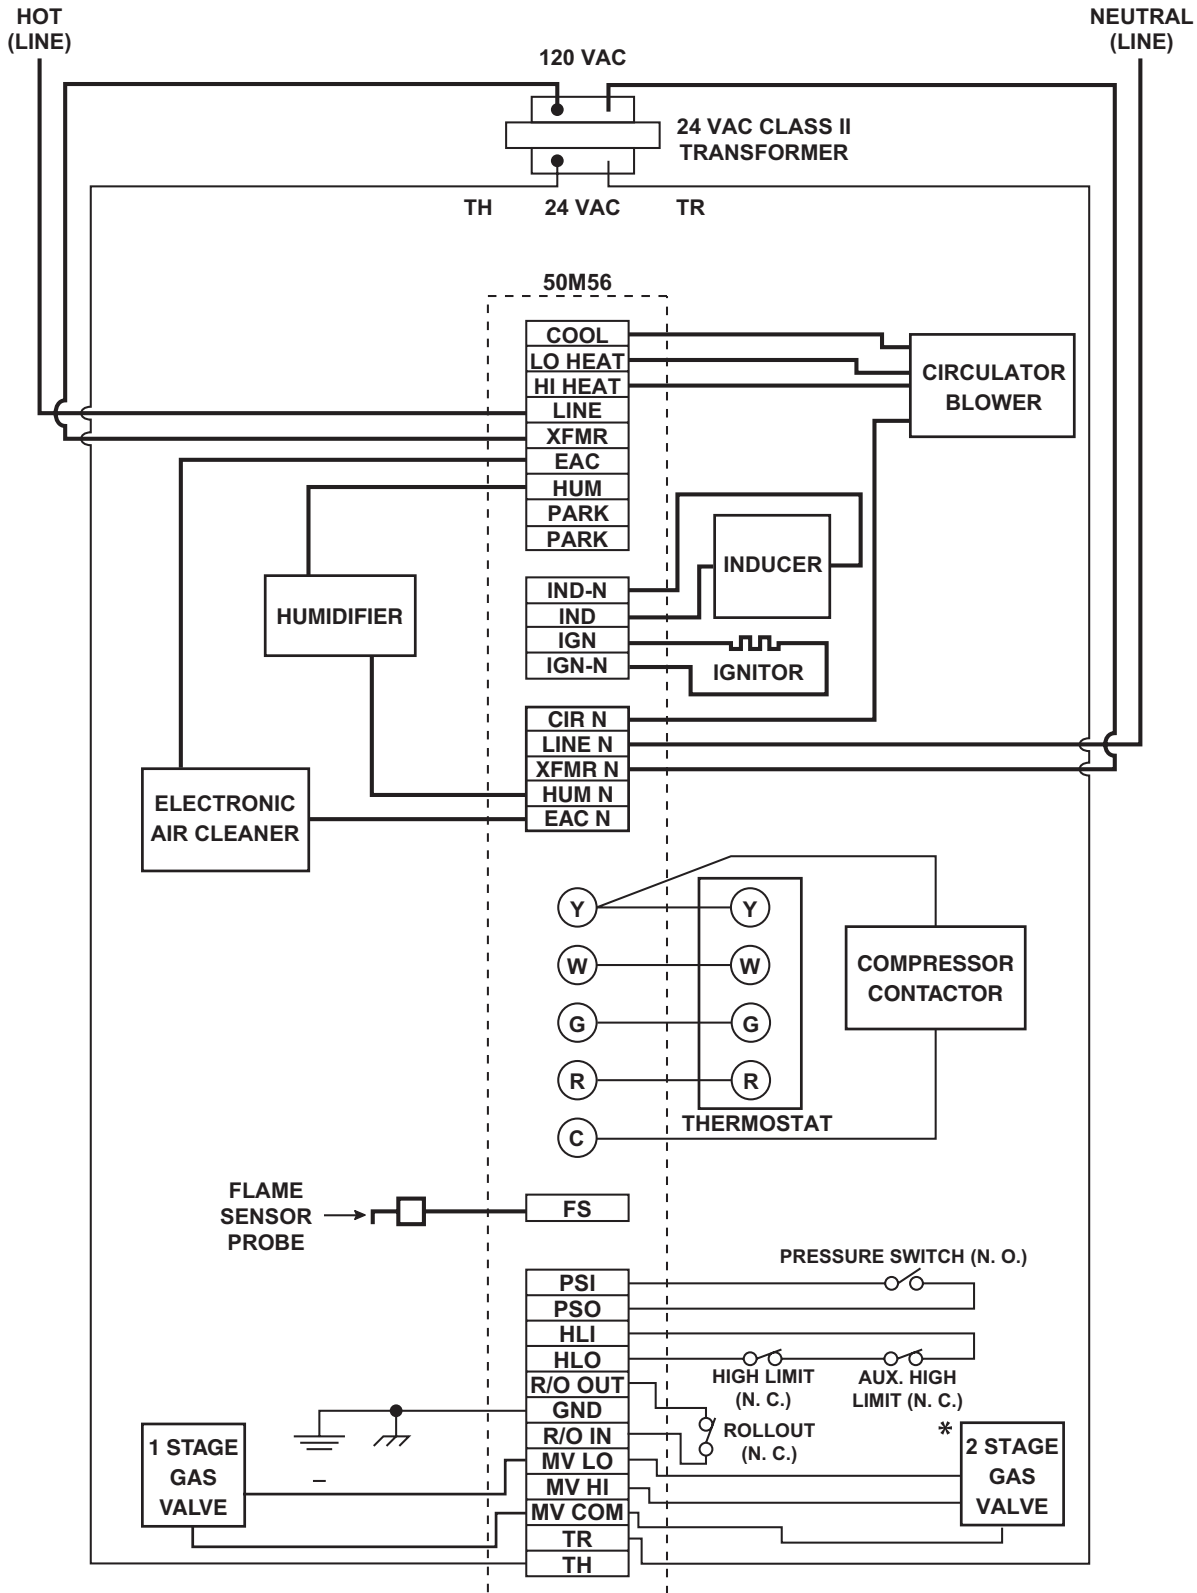 HOT
(LINE)
NEUTRAL
(LINE)
120 VAC
24 VAC CLASS II
TRANSFORMER
TH 24 VAC TR
50M56
COOL
LO HEAT
HI HEAT
LINE
XFMR
EAC
HUM
PARK
PARK
CIRCULATOR
BLOWER
IND-N
IND
IGN
IGN-N
INDUCER
IGNITOR
HUMIDIFIER
CIR N
LINE N
XFMR N
HUM N
EAC N
ELECTRONIC
AIR CLEANER
Y Y
W W
G G
R R
C
THERMOSTAT
COMPRESSOR
CONTACTOR
FLAME
SENSOR
PROBE
FS
PRESSURE SWITCH (N. O.)
PSI
PSO
HLI
HLO
R/O OUT
GND
R/O IN
MV LO
MV HI
MV COM
TR
TH
HIGH LIMIT
(N. C.)
AUX. HIGH
LIMIT (N. C.)
ROLLOUT
(N. C.)
1 STAGE
GAS
VALVE
–
*
2 STAGE
GAS
VALVE